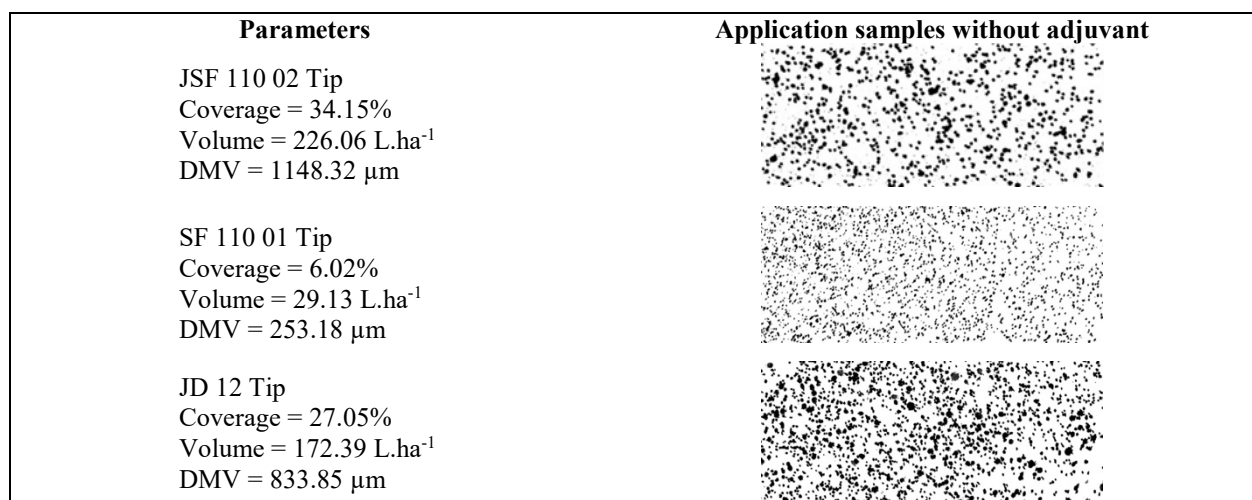 Parameters
Application samples without adjuvant
JSF 110 02 Tip
Coverage = 34.15%
Volume = 226.06 L.ha⁻¹
DMV = 1148.32 µm
SF 110 01 Tip
Coverage = 6.02%
Volume = 29.13 L.ha⁻¹
DMV = 253.18 µm
JD 12 Tip
Coverage = 27.05%
Volume = 172.39 L.ha⁻¹
DMV = 833.85 µm